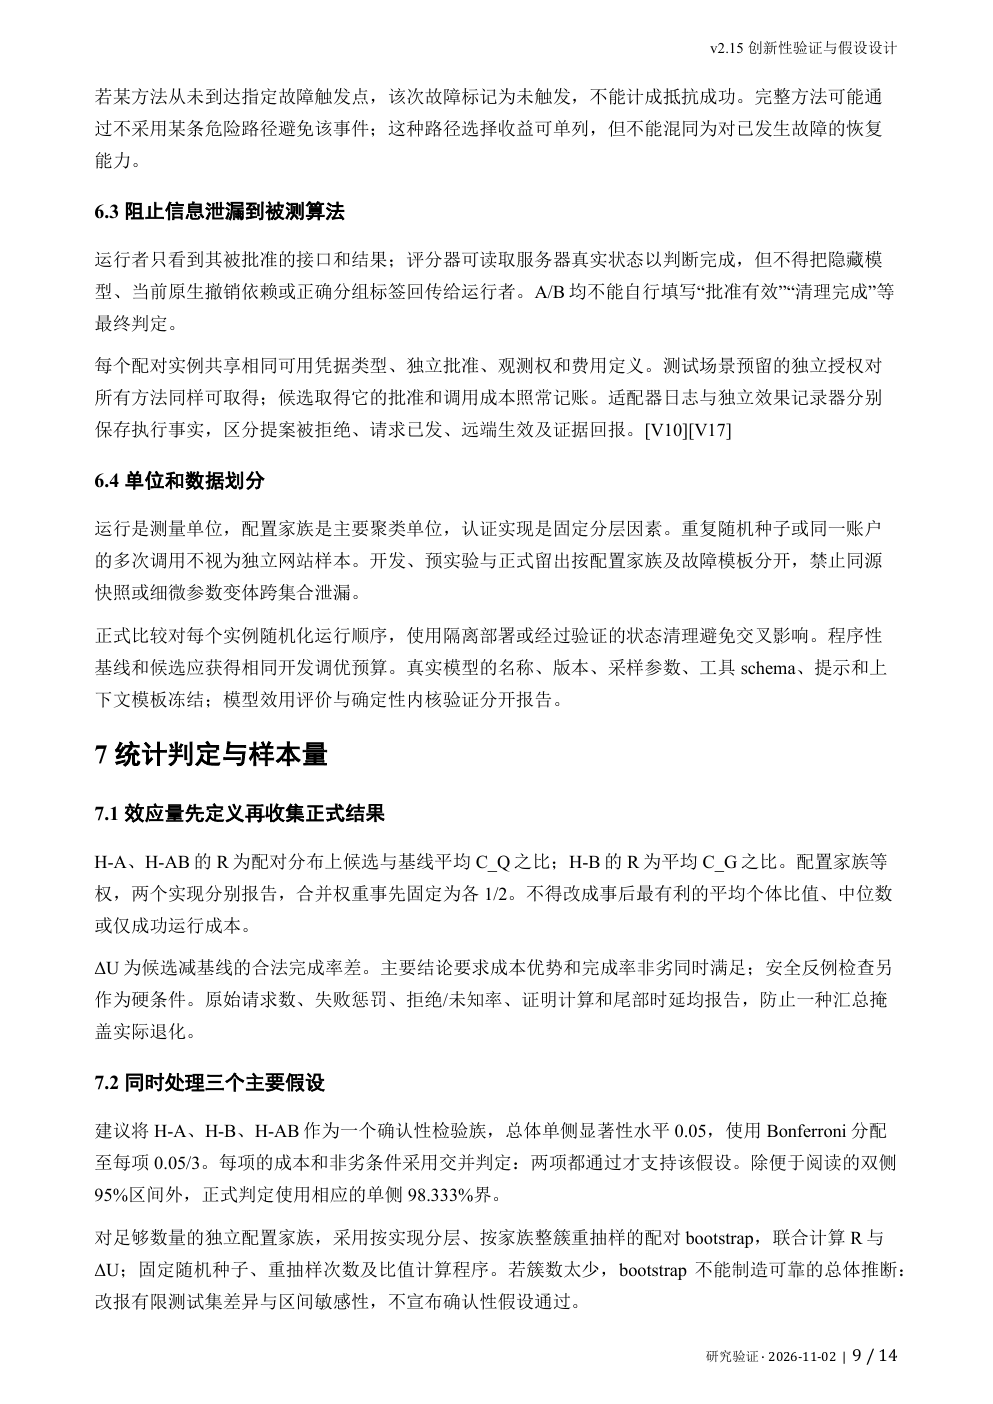 v2.15 创新性验证与假设设计
若某方法从未到达指定故障触发点，该次故障标记为未触发，不能计成抵抗成功。完整方法可能通
过不采用某条危险路径避免该事件；这种路径选择收益可单列，但不能混同为对已发生故障的恢复
能力。
6.3 阻止信息泄漏到被测算法
运行者只看到其被批准的接口和结果；评分器可读取服务器真实状态以判断完成，但不得把隐藏模
型、当前原生撤销依赖或正确分组标签回传给运行者。A/B 均不能自行填写“批准有效”“清理完成”等
最终判定。
每个配对实例共享相同可用凭据类型、独立批准、观测权和费用定义。测试场景预留的独立授权对
所有方法同样可取得；候选取得它的批准和调用成本照常记账。适配器日志与独立效果记录器分别
保存执行事实，区分提案被拒绝、请求已发、远端生效及证据回报。[V10][V17]
6.4 单位和数据划分
运行是测量单位，配置家族是主要聚类单位，认证实现是固定分层因素。重复随机种子或同一账户
的多次调用不视为独立网站样本。开发、预实验与正式留出按配置家族及故障模板分开，禁止同源
快照或细微参数变体跨集合泄漏。
正式比较对每个实例随机化运行顺序，使用隔离部署或经过验证的状态清理避免交叉影响。程序性
基线和候选应获得相同开发调优预算。真实模型的名称、版本、采样参数、工具 schema、提示和上
下文模板冻结；模型效用评价与确定性内核验证分开报告。
7 统计判定与样本量
7.1 效应量先定义再收集正式结果
H-A、H-AB 的 R 为配对分布上候选与基线平均 C_Q 之比；H-B 的 R 为平均 C_G 之比。配置家族等
权，两个实现分别报告，合并权重事先固定为各 1/2。不得改成事后最有利的平均个体比值、中位数
或仅成功运行成本。
ΔU 为候选减基线的合法完成率差。主要结论要求成本优势和完成率非劣同时满足；安全反例检查另
作为硬条件。原始请求数、失败惩罚、拒绝/未知率、证明计算和尾部时延均报告，防止一种汇总掩
盖实际退化。
7.2 同时处理三个主要假设
建议将 H-A、H-B、H-AB 作为一个确认性检验族，总体单侧显著性水平 0.05，使用 Bonferroni 分配
至每项 0.05/3。每项的成本和非劣条件采用交并判定：两项都通过才支持该假设。除便于阅读的双侧
95%区间外，正式判定使用相应的单侧 98.333%界。
对足够数量的独立配置家族，采用按实现分层、按家族整簇重抽样的配对 bootstrap，联合计算 R 与
ΔU；固定随机种子、重抽样次数及比值计算程序。若簇数太少，bootstrap 不能制造可靠的总体推断：
改报有限测试集差异与区间敏感性，不宣布确认性假设通过。
研究验证 · 2026-11-02 | 9 / 14